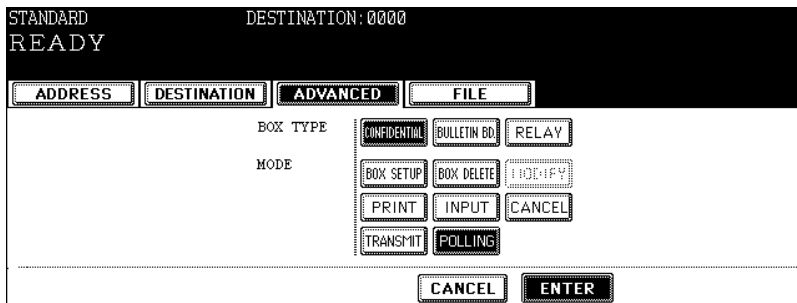 STANDARD DESTINATION:0000
READY
ADDRESS DESTINATION ADVANCED FILE
BOX TYPE CONFIDENTIAL BULLETIN BD. RELAY
MODE BOX SETUP BOX DELETE MODIFY
PRINT INPUT CANCEL
TRANSMIT POLLING
CANCEL ENTER